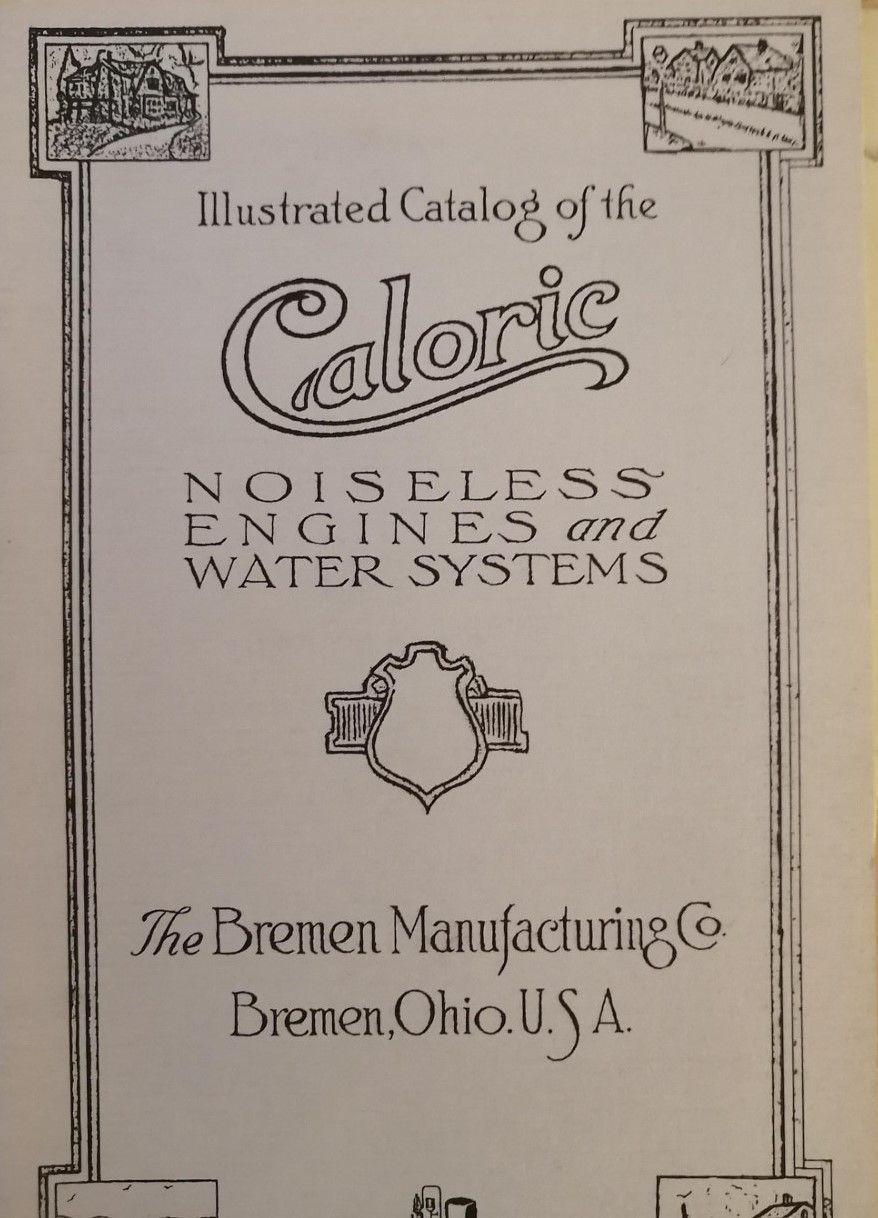 Illustrated Catalog of the
Caloric
NOISELESS
ENGINES and
WATER SYSTEMS
The Bremen Manufacturing Co.
Bremen, Ohio. U.S A.